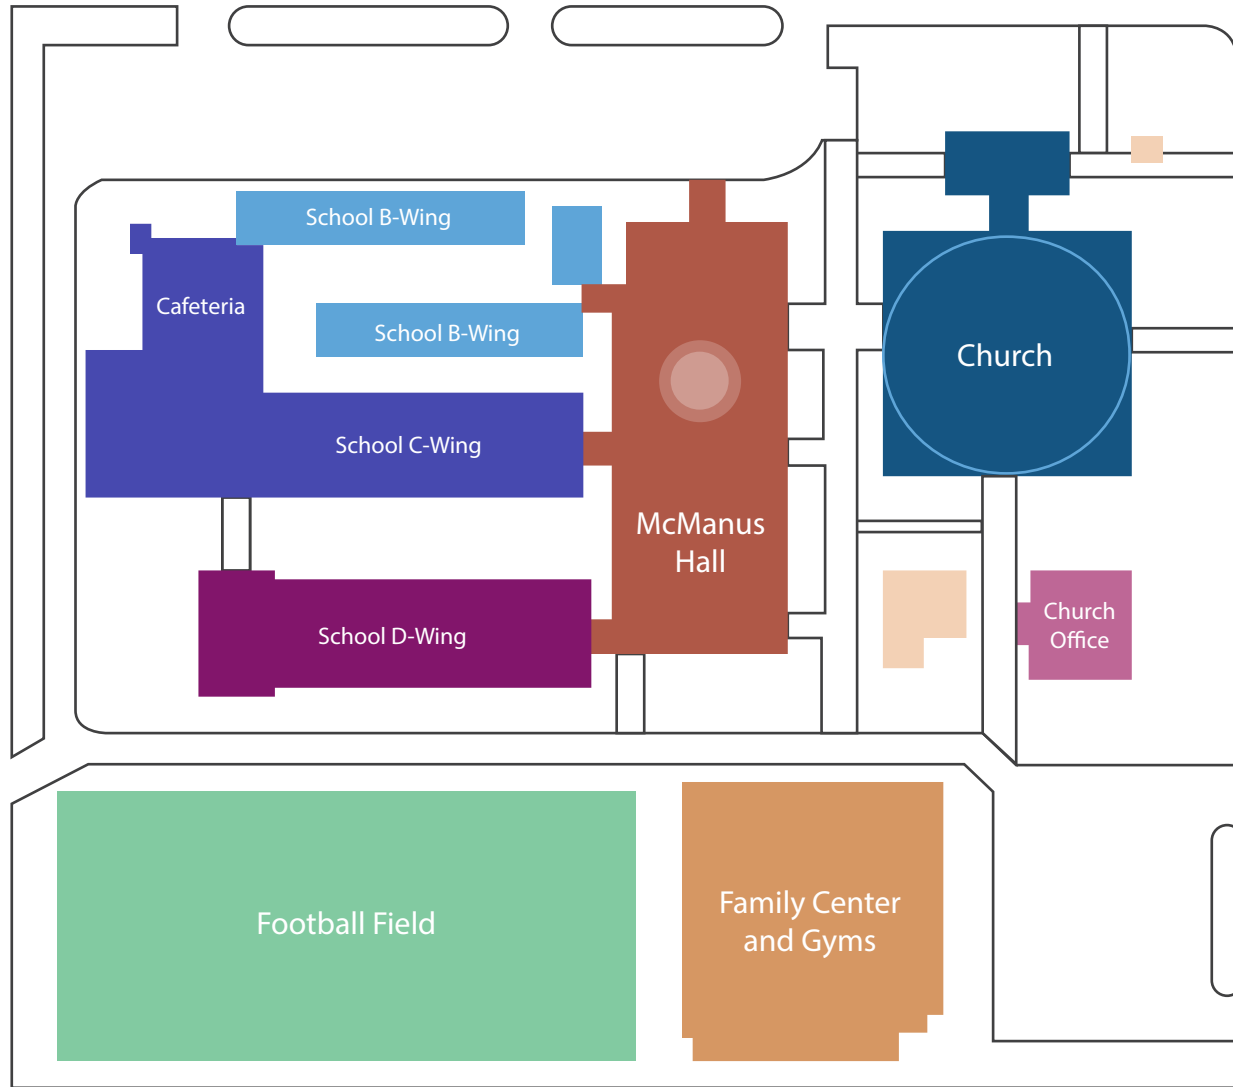 School B-Wing
Cafeteria
School B-Wing
Church
School C-Wing
McManus
Hall
Church
Office
School D-Wing
Football Field
Family Center
and Gyms